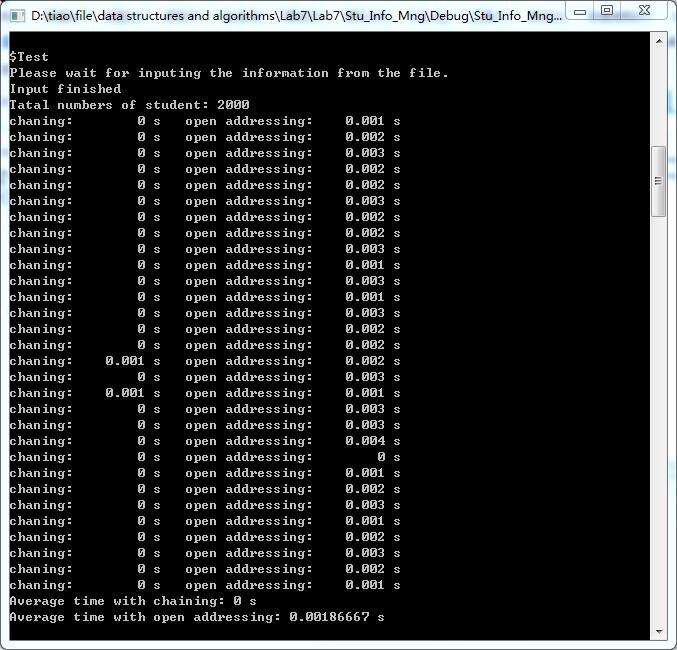 D:\tiao\file\data structures and algorithms\Lab7\Lab7\Stu_Info_Mng\Debug\Stu_Info_Mng...
$Test
Please wait for inputing the information from the file.
Input finished
Tatal numbers of student: 2000
chaning: 0 s open addressing: 0.001 s
chaning: 0 s open addressing: 0.002 s
chaning: 0 s open addressing: 0.003 s
chaning: 0 s open addressing: 0.002 s
chaning: 0 s open addressing: 0.002 s
chaning: 0 s open addressing: 0.003 s
chaning: 0 s open addressing: 0.002 s
chaning: 0 s open addressing: 0.002 s
chaning: 0 s open addressing: 0.003 s
chaning: 0 s open addressing: 0.001 s
chaning: 0 s open addressing: 0.003 s
chaning: 0 s open addressing: 0.001 s
chaning: 0 s open addressing: 0.003 s
chaning: 0 s open addressing: 0.002 s
chaning: 0 s open addressing: 0.002 s
chaning: 0.001 s open addressing: 0.002 s
chaning: 0 s open addressing: 0.003 s
chaning: 0.001 s open addressing: 0.001 s
chaning: 0 s open addressing: 0.003 s
chaning: 0 s open addressing: 0.003 s
chaning: 0 s open addressing: 0.004 s
chaning: 0 s open addressing: 0 s
chaning: 0 s open addressing: 0.001 s
chaning: 0 s open addressing: 0.002 s
chaning: 0 s open addressing: 0.003 s
chaning: 0 s open addressing: 0.001 s
chaning: 0 s open addressing: 0.002 s
chaning: 0 s open addressing: 0.003 s
chaning: 0 s open addressing: 0.002 s
chaning: 0 s open addressing: 0.001 s
Average time with chaining: 0 s
Average time with open addressing: 0.00186667 s